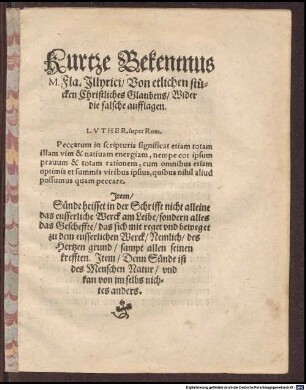 Kurtze Bekentnus
M. Fla. Illyrici / Von etlichen stü-
cken Christliches Glaubens / Wider
die falsche aufflagen.
LVTHER. super Rom.
Peccatum in scripturis significat etiam totam
illam vim & natiuam energiam, nempe cor ipsum
prauum & totam rationem, cum omnibus etiam
optimis et summis viribus ipsius, quibus nihil aliud
possumus quam peccare.
Item /
Sünde heisset in der Schrifft nicht alleine
das eusserliche Werck am Leibe / sondern alles
das Gescheffte / das sich mit reget vnd beweget
zu dem eusserlichen Werck / Nemlich / des
Hertzen grund / sampt allen seinen
krefften. Item / Denn Sünde ist
des Menschen Natur / vnd
kan von im selbs nich-
tes anders.